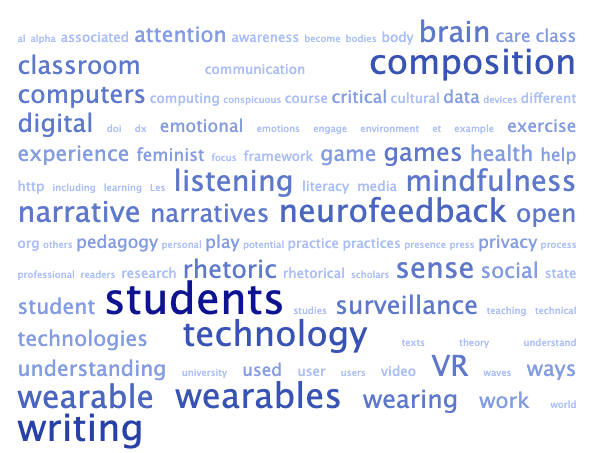 al alpha associated attention awareness become bodies body brain care class
classroom communication composition
computers computing conspicuous course critical cultural data devices different
digital doi dx emotional emotions engage environment et example exercise
experience feminist focus framework game games health help
http including learning Les listening literacy media mindfulness
narrative narratives neurofeedback open
org others pedagogy personal play potential practice practices presence press privacy process
professional readers research rhetoric rhetorical scholars sense social state
student students studies surveillance teaching technical
technologies technology texts theory understand
understanding university used user users video VR waves ways
wearable wearables wearing work world
writing